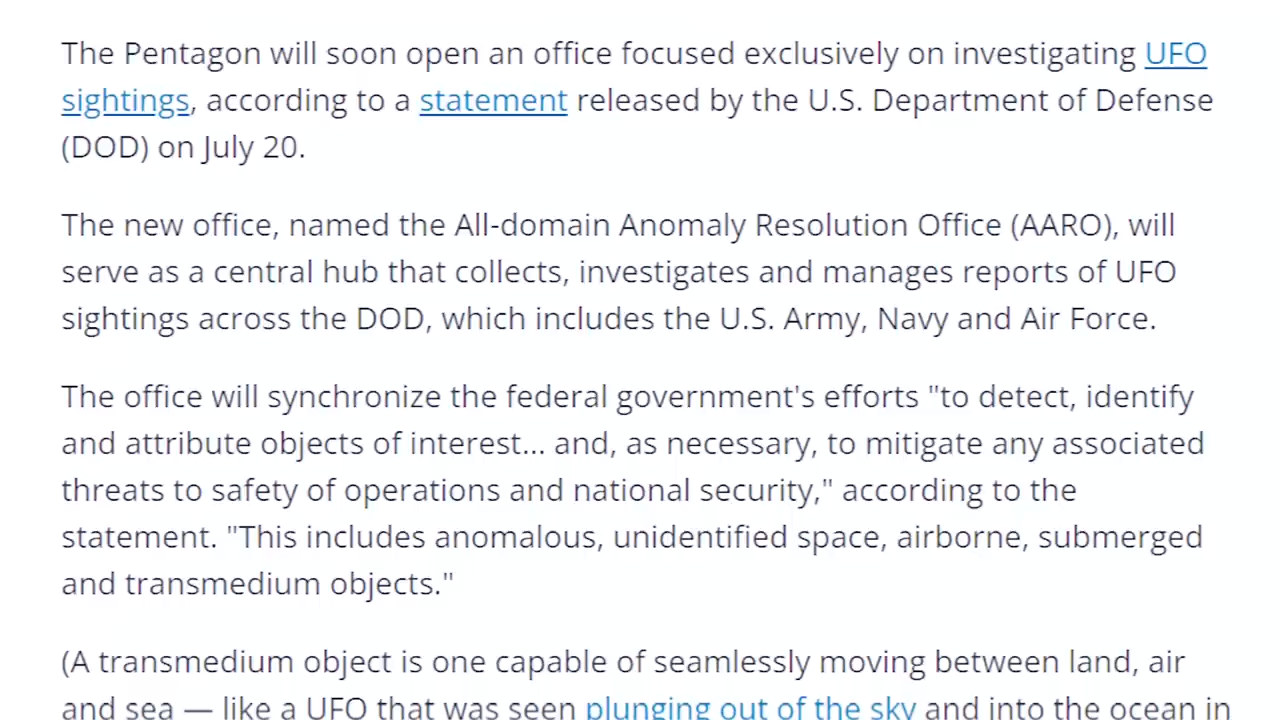 The Pentagon will soon open an office focused exclusively on investigating UFO
sightings, according to a statement released by the U.S. Department of Defense
(DOD) on July 20.
The new office, named the All-domain Anomaly Resolution Office (AARO), will
serve as a central hub that collects, investigates and manages reports of UFO
sightings across the DOD, which includes the U.S. Army, Navy and Air Force.
The office will synchronize the federal government's efforts "to detect, identify
and attribute objects of interest... and, as necessary, to mitigate any associated
threats to safety of operations and national security," according to the
statement. "This includes anomalous, unidentified space, airborne, submerged
and transmedium objects."
(A transmedium object is one capable of seamlessly moving between land, air
and sea — like a UFO that was seen plunging out of the sky and into the ocean in